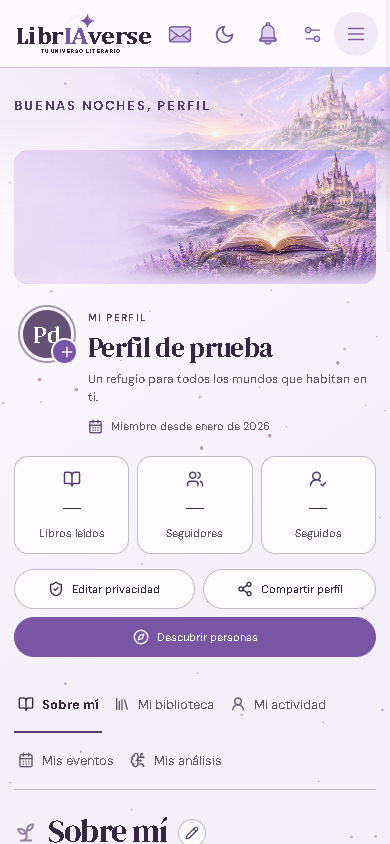 LibrIAverse
TU UNIVERSO LITERARIO
BUENAS NOCHES, PERFIL
Pd
MI PERFIL
Perfil de prueba
Un refugio para todos los mundos que habitan en
ti.
Miembro desde enero de 2026
— — —
Libros leídos Seguidores Seguidos
Editar privacidad Compartir perfil
Descubrir personas
Sobre mí Mi biblioteca Mi actividad
Mis eventos Mis análisis
Sobre mí